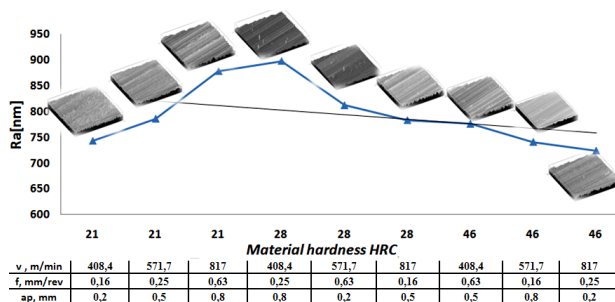 Ra[nm]
950
900
850
800
750
700
650
600
21 21 21 28 28 28 46 46 46
Material hardness HRC
v , m/min 408,4 571,7 817 408,4 571,7 817 408,4 571,7 817
f, mm/rev 0,16 0,25 0,63 0,25 0,63 0,16 0,63 0,16 0,25
ap, mm 0,2 0,5 0,8 0,8 0,2 0,5 0,5 0,8 0,2